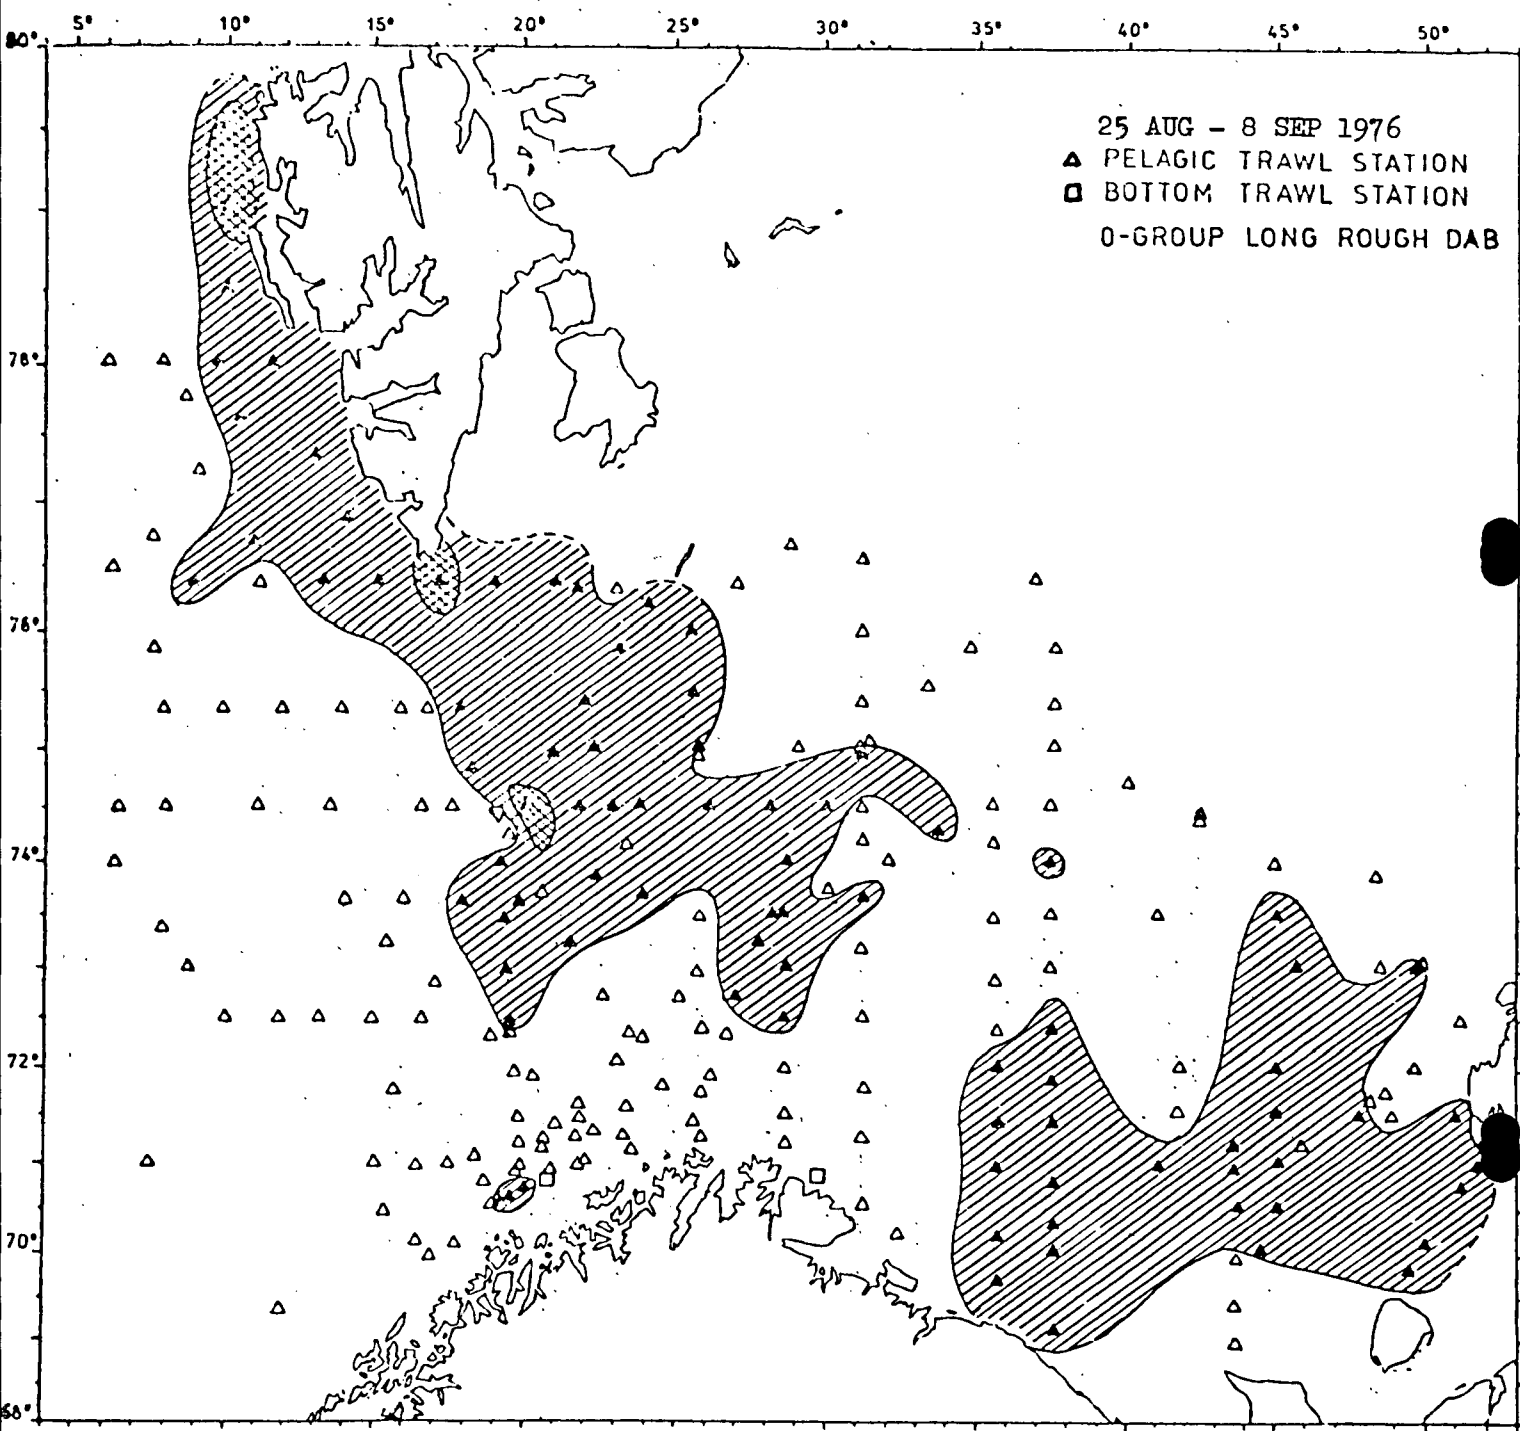 5° 10° 15° 20° 25° 30° 35° 40° 45° 50°
80°
25 AUG – 8 SEP 1976
△ PELAGIC TRAWL STATION
□ BOTTOM TRAWL STATION
0-GROUP LONG ROUGH DAB
78°
76°
74°
72°
70°
68°